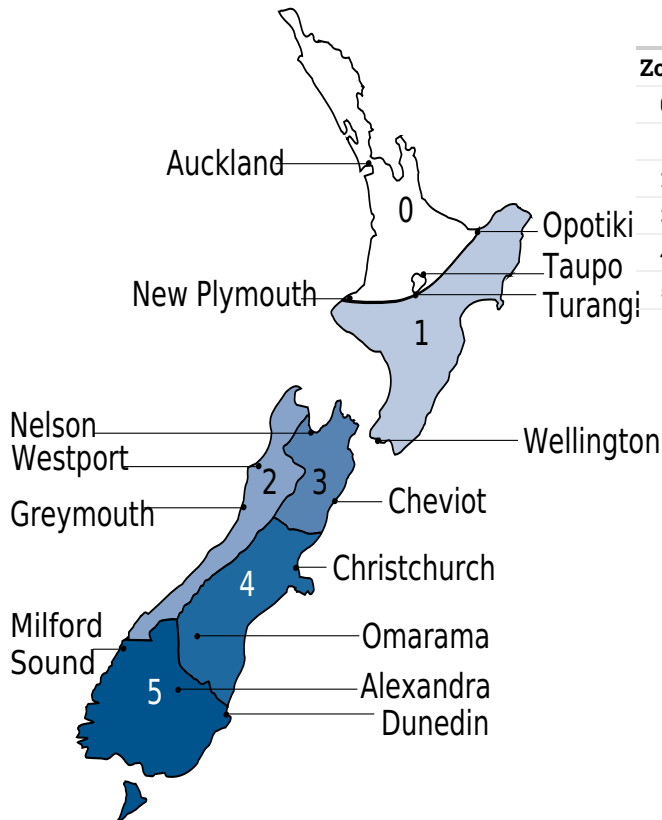 Auckland
0
Opotiki
Taupo
New Plymouth
Turangi
1
Nelson
Westport
Wellington
2
3
Greymouth
Cheviot
Christchurch
4
Milford
Sound
Omarama
5
Alexandra
Dunedin